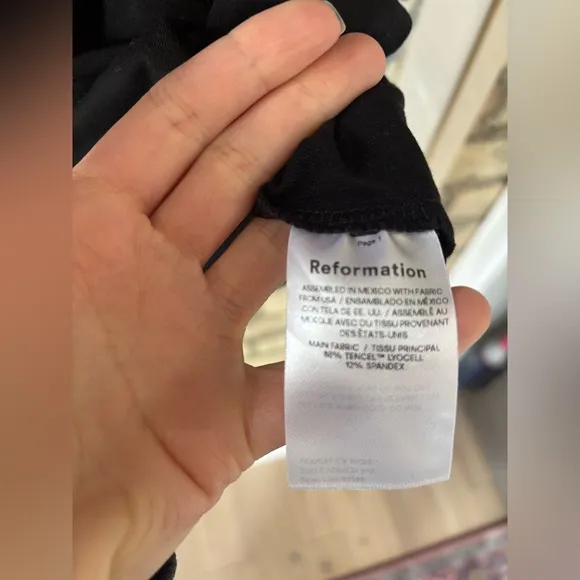 Page 1
Reformation
ASSEMBLED IN MEXICO WITH FABRIC
FROM USA / ENSAMBLADO EN MÉXICO
CON TELA DE EE. UU. / ASSEMBLÉ AU
MEXIQUE AVEC DU TISSU PROVENANT
DES ÉTATS-UNIS
MAIN FABRIC / TISSU PRINCIPAL
88% TENCEL™ LYOCELL
12% SPANDEX